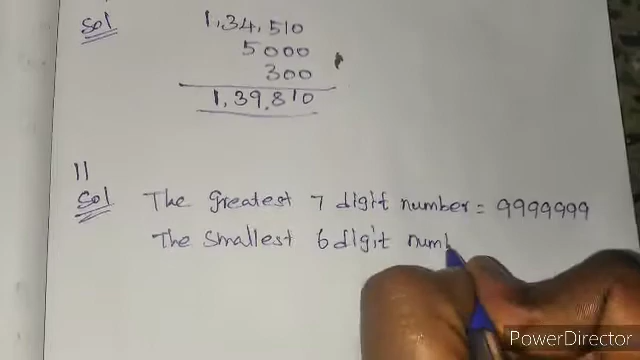 Sol 1,34,510
5000
300
1,39,810
11
Sol The greatest 7 digit number = 9999999
The Smallest 6 digit num
PowerDirector